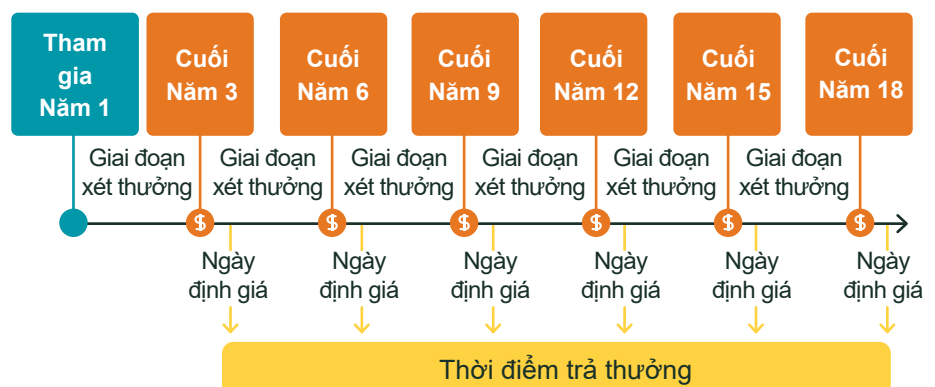 Tham
gia
Năm 1
Cuối
Năm 3
Cuối
Năm 6
Cuối
Năm 9
Cuối
Năm 12
Cuối
Năm 15
Cuối
Năm 18
Giai đoạn
xét thưởng
Giai đoạn
xét thưởng
Giai đoạn
xét thưởng
Giai đoạn
xét thưởng
Giai đoạn
xét thưởng
Giai đoạn
xét thưởng
$ $ $ $ $ $
Ngày
định giá
Ngày
định giá
Ngày
định giá
Ngày
định giá
Ngày
định giá
Ngày
định giá
Thời điểm trả thưởng